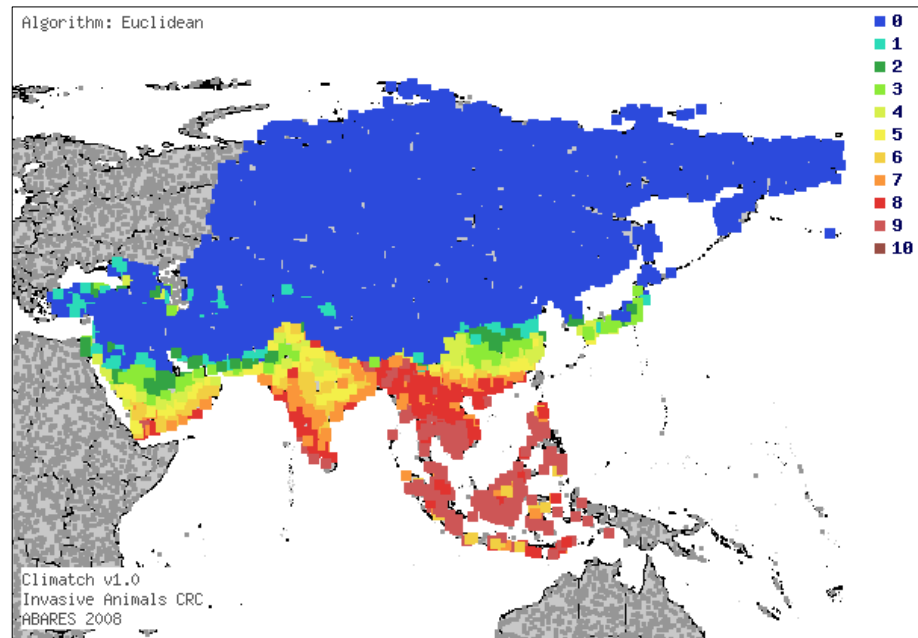 Algorithm: Euclidean
0
1
2
3
4
5
6
7
8
9
10
Climatch v1.0
Invasive Animals CRC
ABARES 2008